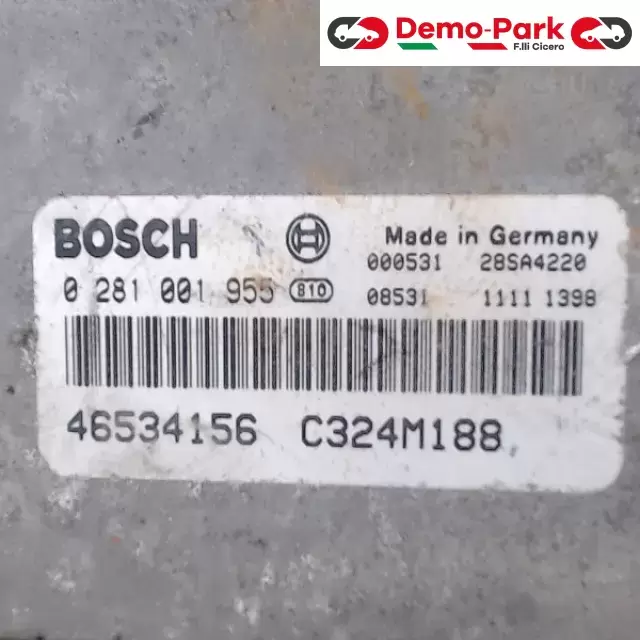 Demo-Park
F.lli Cicero
BOSCH
Made in Germany
000531 28SA4220
0 281 001 955 810
08531 1111 1398
46534156 C324M188